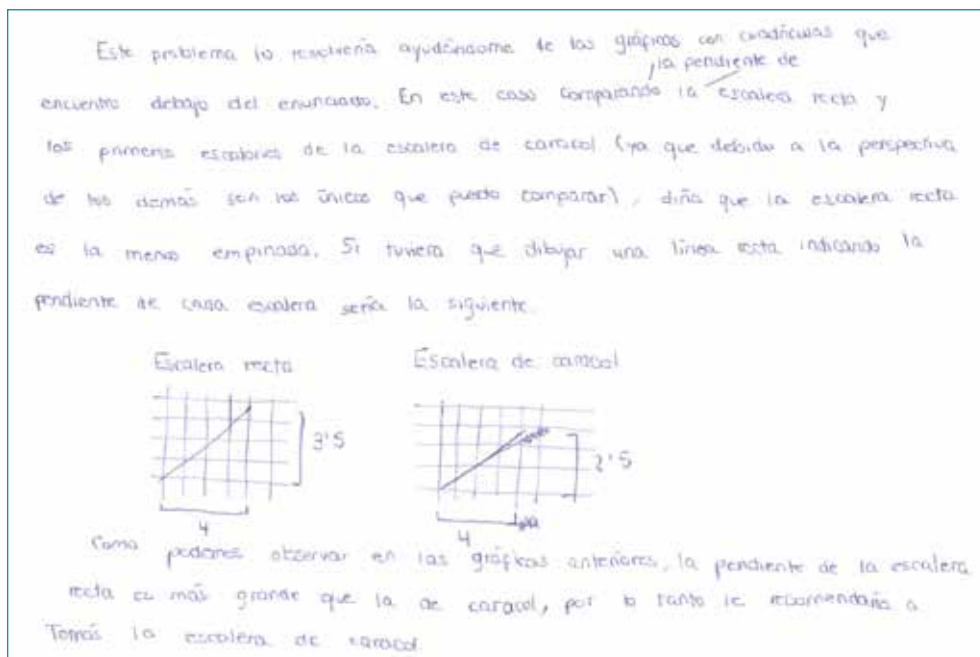 Este problema lo resolvería ayudándome de los gráficos con cuadrículas que
la pendiente de
encuentro debajo del enunciado. En este caso comparando la escalera recta y
los primeros escalones de la escalera de caracol (ya que debido a la perspectiva
de los demás son los únicos que puedo comparar), diría que la escalera recta
es la menos empinada. Si tuviera que dibujar una línea recta indicando la
pendiente de cada escalera sería la siguiente.
Escalera recta
Escalera de caracol
3'5
2'5
4
4
Como podemos observar en las gráficas anteriores, la pendiente de la escalera
recta es más grande que la de caracol, por lo tanto le recomendaría a
Tomás la escalera de caracol.